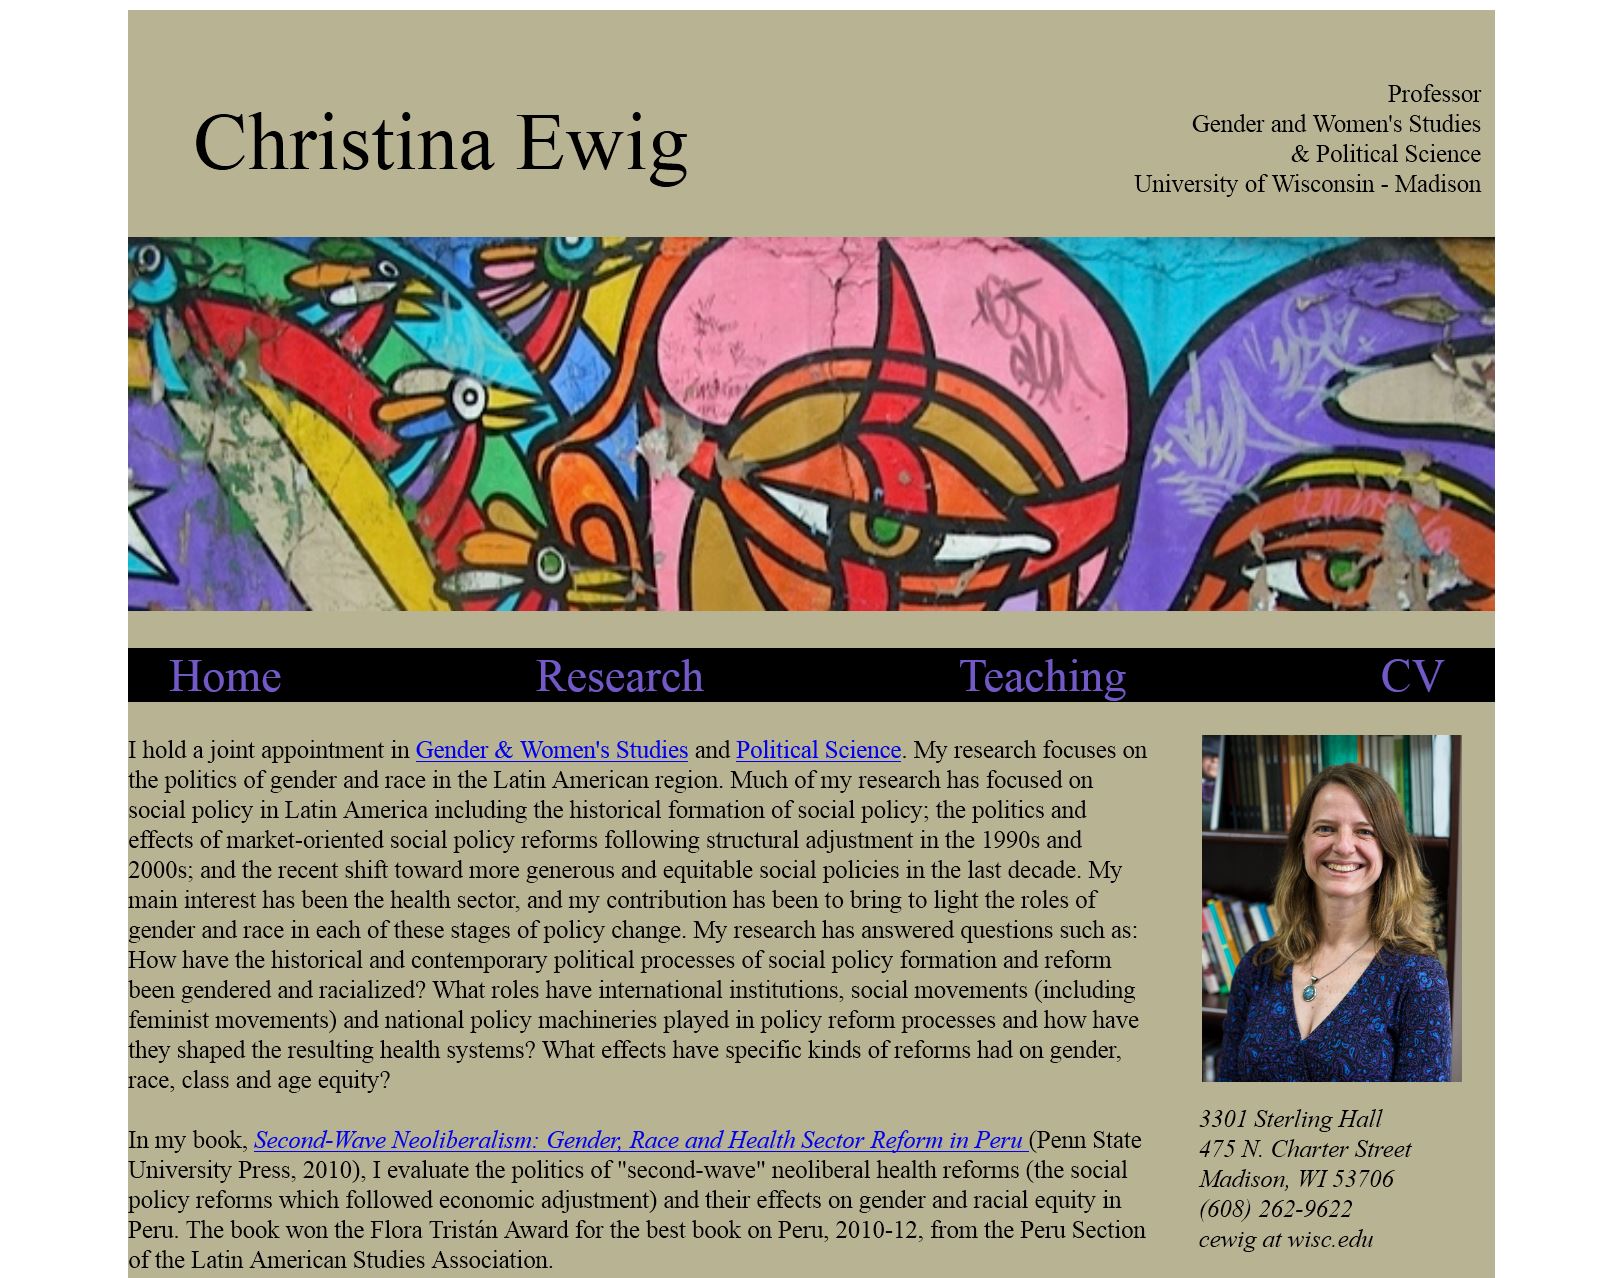 Christina Ewig
Professor
Gender and Women's Studies
& Political Science
University of Wisconsin - Madison
Home Research Teaching CV
I hold a joint appointment in Gender & Women's Studies and Political Science. My research focuses on
the politics of gender and race in the Latin American region. Much of my research has focused on
social policy in Latin America including the historical formation of social policy; the politics and
effects of market-oriented social policy reforms following structural adjustment in the 1990s and
2000s; and the recent shift toward more generous and equitable social policies in the last decade. My
main interest has been the health sector, and my contribution has been to bring to light the roles of
gender and race in each of these stages of policy change. My research has answered questions such as:
How have the historical and contemporary political processes of social policy formation and reform
been gendered and racialized? What roles have international institutions, social movements (including
feminist movements) and national policy machineries played in policy reform processes and how have
they shaped the resulting health systems? What effects have specific kinds of reforms had on gender,
race, class and age equity?
In my book, Second-Wave Neoliberalism: Gender, Race and Health Sector Reform in Peru (Penn State
University Press, 2010), I evaluate the politics of "second-wave" neoliberal health reforms (the social
policy reforms which followed economic adjustment) and their effects on gender and racial equity in
Peru. The book won the Flora Tristán Award for the best book on Peru, 2010-12, from the Peru Section
of the Latin American Studies Association.
3301 Sterling Hall
475 N. Charter Street
Madison, WI 53706
(608) 262-9622
cewig at wisc.edu